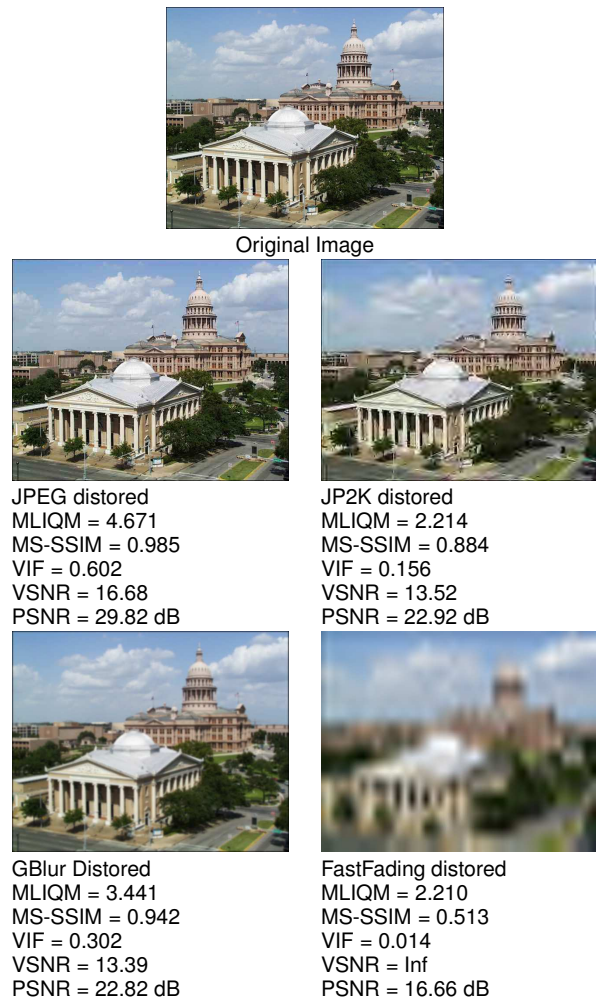 Original Image
JPEG distored
MLIQM = 4.671
MS-SSIM = 0.985
VIF = 0.602
VSNR = 16.68
PSNR = 29.82 dB
JP2K distored
MLIQM = 2.214
MS-SSIM = 0.884
VIF = 0.156
VSNR = 13.52
PSNR = 22.92 dB
GBlur Distored
MLIQM = 3.441
MS-SSIM = 0.942
VIF = 0.302
VSNR = 13.39
PSNR = 22.82 dB
FastFading distored
MLIQM = 2.210
MS-SSIM = 0.513
VIF = 0.014
VSNR = Inf
PSNR = 16.66 dB